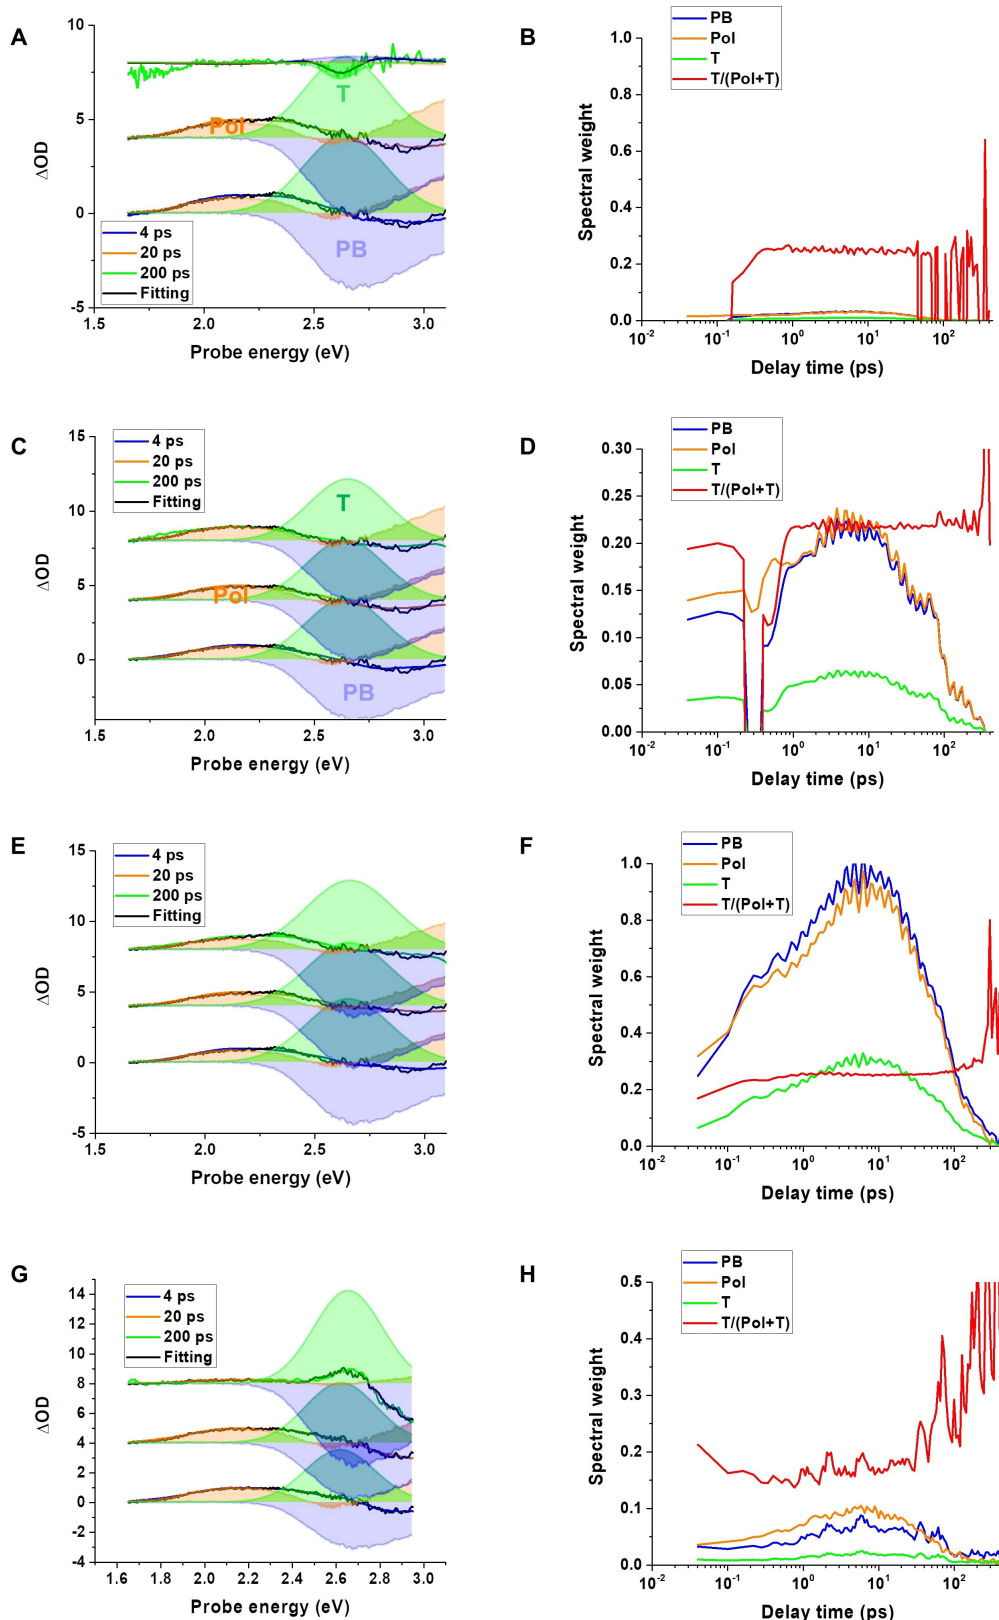 A
10
5
0
-5
ΔOD
T
Pol
PB
4 ps
20 ps
200 ps
Fitting
1.5 2.0 2.5 3.0
Probe energy (eV)
B
PB
Pol
T
T/(Pol+T)
1.0
0.8
0.6
0.4
0.2
0.0
Spectral weight
10-2 10-1 100 101 102
Delay time (ps)
C
15
10
5
0
ΔOD
4 ps
20 ps
200 ps
Fitting
T
Pol
PB
1.5 2.0 2.5 3.0
Probe energy (eV)
D
PB
Pol
T
T/(Pol+T)
0.30
0.25
0.20
0.15
0.10
0.05
0.00
Spectral weight
10-2 10-1 100 101 102
Delay time (ps)
E
15
10
5
0
-5
ΔOD
4 ps
20 ps
200 ps
Fitting
1.5 2.0 2.5 3.0
Probe energy (eV)
F
PB
Pol
T
T/(Pol+T)
1.0
0.8
0.6
0.4
0.2
0.0
Spectral weight
10-2 10-1 100 101 102
Delay time (ps)
G
14
12
10
8
6
4
2
0
-2
-4
ΔOD
4 ps
20 ps
200 ps
Fitting
1.6 1.8 2.0 2.2 2.4 2.6 2.8 3.0
Probe energy (eV)
H
PB
Pol
T
T/(Pol+T)
0.5
0.4
0.3
0.2
0.1
0.0
Spectral weight
10-2 10-1 100 101 102
Delay time (ps)